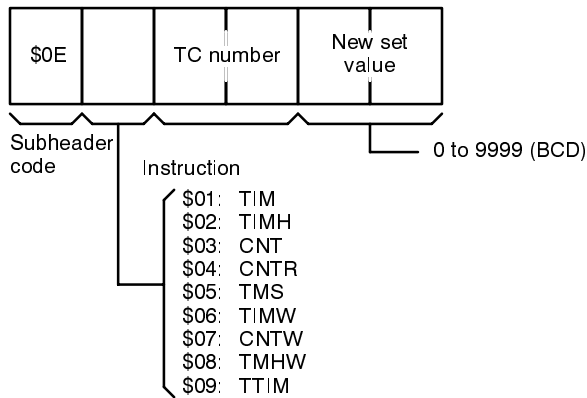 $0E
TC number
New set
value
Subheader
code
0 to 9999 (BCD)
Instruction
$01: TIM
$02: TIMH
$03: CNT
$04: CNTR
$05: TMS
$06: TIMW
$07: CNTW
$08: TMHW
$09: TTIM